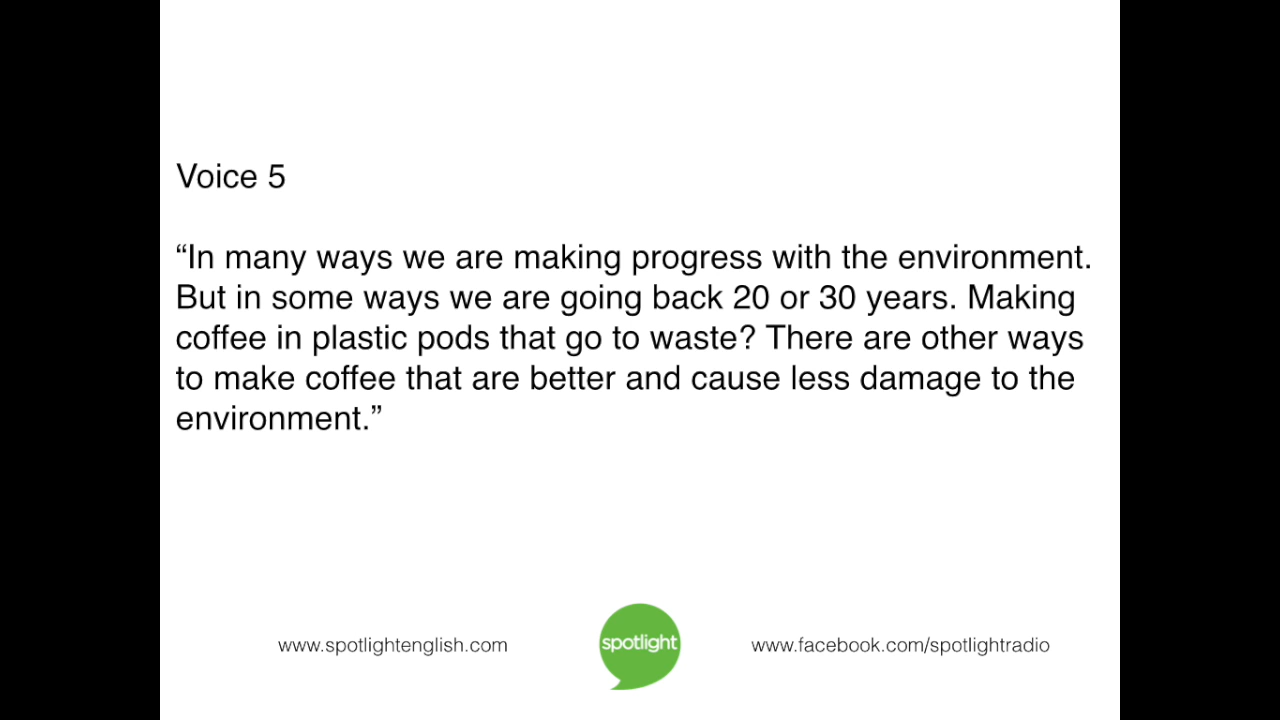 Voice 5
“In many ways we are making progress with the environment.
But in some ways we are going back 20 or 30 years. Making
coffee in plastic pods that go to waste? There are other ways
to make coffee that are better and cause less damage to the
environment.”
www.spotlightenglish.com
spotlight
www.facebook.com/spotlightradio